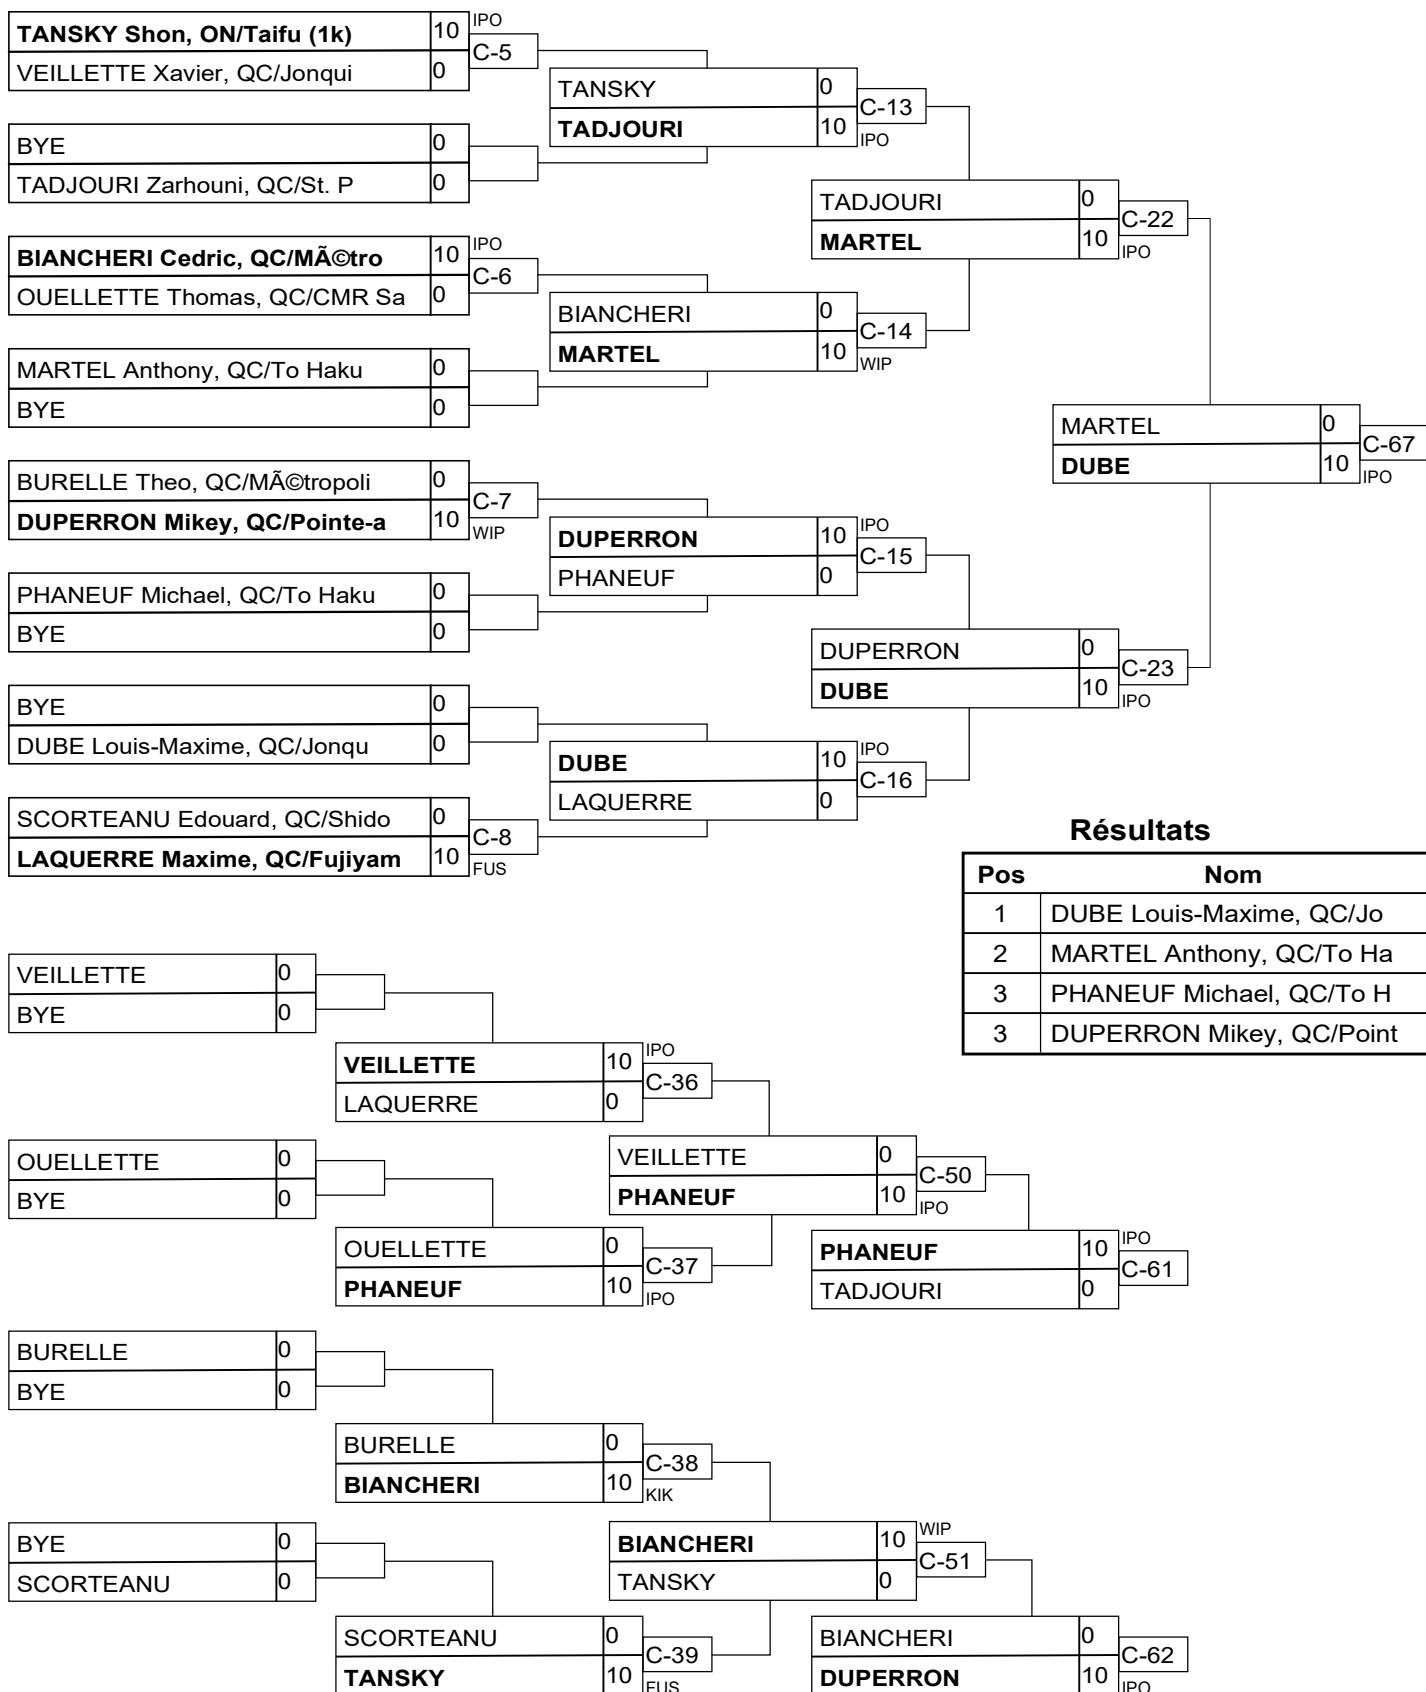 TANSKY Shon, ON/Taifu (1k) 10 IPO
C-5
VEILLETTE Xavier, QC/Jonqui 0
BYE 0
TADJOURI Zarhouni, QC/St. P 0
BIANCHERI Cedric, QC/MÃ©tro 10 IPO
C-6
OUELLETTE Thomas, QC/CMR Sa 0
MARTEL Anthony, QC/To Haku 0
BYE 0
BURELLE Theo, QC/MÃ©tropoli 0
C-7
DUPERRON Mikey, QC/Pointe-a 10 WIP
PHANEUF Michael, QC/To Haku 0
BYE 0
BYE 0
DUBE Louis-Maxime, QC/Jonqu 0
SCORTEANU Edouard, QC/Shido 0
C-8
LAQUERRE Maxime, QC/Fujiyam 10 FUS
TANSKY 0
C-13
TADJOURI 10 IPO
BIANCHERI 0
C-14
MARTEL 10 WIP
DUPERRON 10 IPO
C-15
PHANEUF 0
DUBE 10 IPO
C-16
LAQUERRE 0
TADJOURI 0
C-22
MARTEL 10 IPO
DUPERRON 0
C-23
DUBE 10 IPO
MARTEL 0
C-67
DUBE 10 IPO
Résultats
Pos Nom
1 DUBE Louis-Maxime, QC/Jo
2 MARTEL Anthony, QC/To Ha
3 PHANEUF Michael, QC/To H
3 DUPERRON Mikey, QC/Point
VEILLETTE 0
BYE 0
OUELLETTE 0
BYE 0
VEILLETTE 10 IPO
C-36
LAQUERRE 0
OUELLETTE 0
C-37
PHANEUF 10 IPO
VEILLETTE 0
C-50
PHANEUF 10 IPO
PHANEUF 10 IPO
C-61
TADJOURI 0
BURELLE 0
BYE 0
BYE 0
SCORTEANU 0
BURELLE 0
C-38
BIANCHERI 10 KIK
SCORTEANU 0
C-39
TANSKY 10 FUS
BIANCHERI 10 WIP
C-51
TANSKY 0
BIANCHERI 0
C-62
DUPERRON 10 IPO